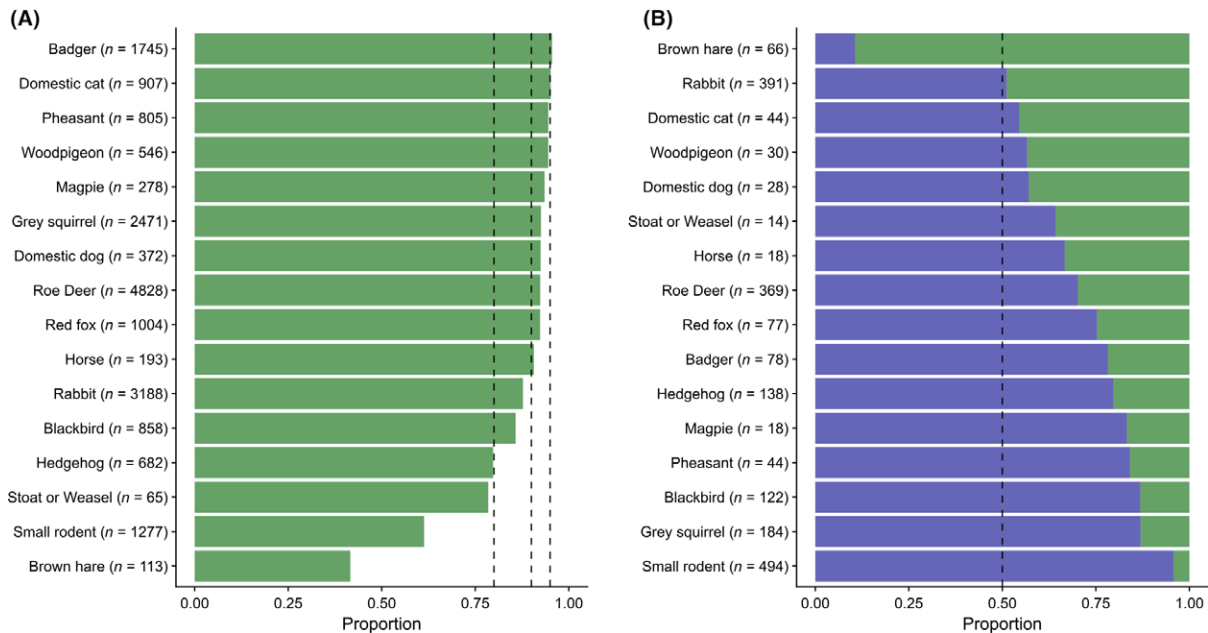 (A)
Badger (n = 1745)
Domestic cat (n = 907)
Pheasant (n = 805)
Woodpigeon (n = 546)
Magpie (n = 278)
Grey squirrel (n = 2471)
Domestic dog (n = 372)
Roe Deer (n = 4828)
Red fox (n = 1004)
Horse (n = 193)
Rabbit (n = 3188)
Blackbird (n = 858)
Hedgehog (n = 682)
Stoat or Weasel (n = 65)
Small rodent (n = 1277)
Brown hare (n = 113)
0.00 0.25 0.50 0.75 1.00
Proportion
(B)
Brown hare (n = 66)
Rabbit (n = 391)
Domestic cat (n = 44)
Woodpigeon (n = 30)
Domestic dog (n = 28)
Stoat or Weasel (n = 14)
Horse (n = 18)
Roe Deer (n = 369)
Red fox (n = 77)
Badger (n = 78)
Hedgehog (n = 138)
Magpie (n = 18)
Pheasant (n = 44)
Blackbird (n = 122)
Grey squirrel (n = 184)
Small rodent (n = 494)
0.00 0.25 0.50 0.75 1.00
Proportion